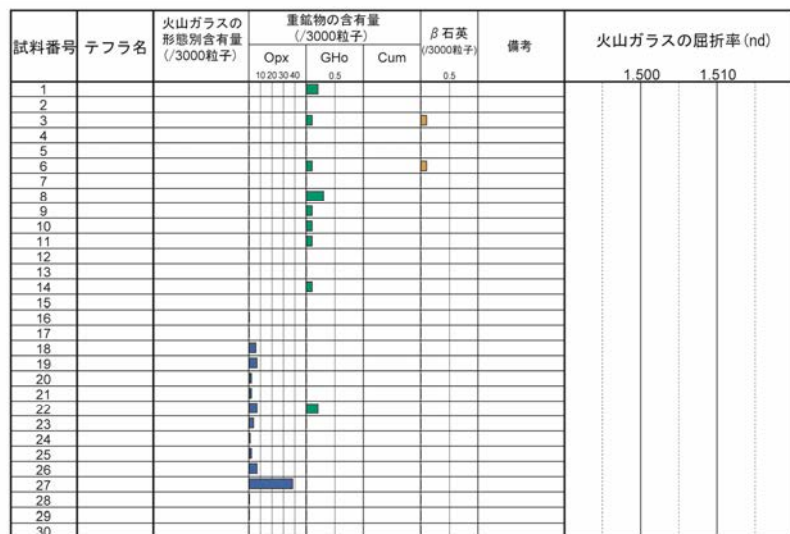 試料番号
テフラ名
火山ガラスの
形態別含有量
(/3000粒子)
重鉱物の含有量
(/3000粒子)
Opx
GHo
Cum
10 20 30 40
0.5
β石英
(/3000粒子)
0.5
備考
火山ガラスの屈折率(nd)
1.500
1.510
1
2
3
4
5
6
7
8
9
10
11
12
13
14
15
16
17
18
19
20
21
22
23
24
25
26
27
28
29
30